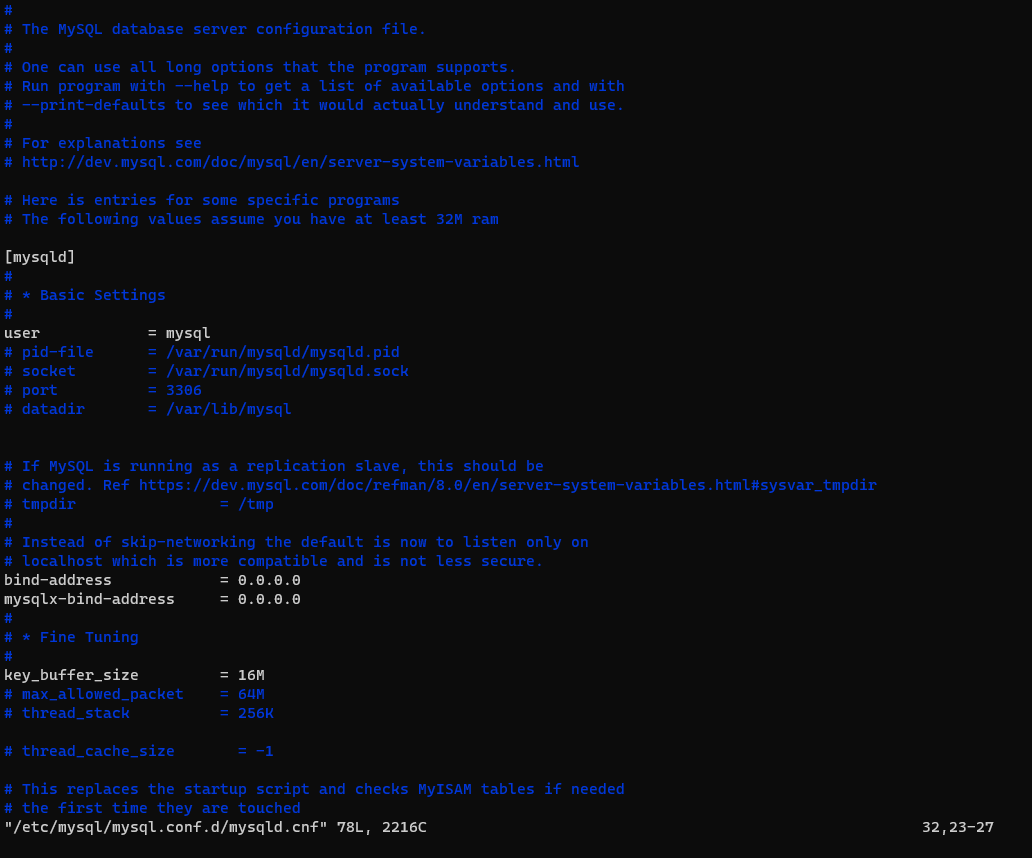 #
# The MySQL database server configuration file.
#
# One can use all long options that the program supports.
# Run program with --help to get a list of available options and with
# --print-defaults to see which it would actually understand and use.
#
# For explanations see
# http://dev.mysql.com/doc/mysql/en/server-system-variables.html

# Here is entries for some specific programs
# The following values assume you have at least 32M ram

[mysqld]
#
# * Basic Settings
#
user            = mysql
# pid-file      = /var/run/mysqld/mysqld.pid
# socket        = /var/run/mysqld/mysqld.sock
# port          = 3306
# datadir       = /var/lib/mysql


# If MySQL is running as a replication slave, this should be
# changed. Ref https://dev.mysql.com/doc/refman/8.0/en/server-system-variables.html#sysvar_tmpdir
# tmpdir                = /tmp
#
# Instead of skip-networking the default is now to listen only on
# localhost which is more compatible and is not less secure.
bind-address            = 0.0.0.0
mysqlx-bind-address     = 0.0.0.0
#
# * Fine Tuning
#
key_buffer_size         = 16M
# max_allowed_packet    = 64M
# thread_stack          = 256K

# thread_cache_size       = -1

# This replaces the startup script and checks MyISAM tables if needed
# the first time they are touched
"/etc/mysql/mysql.conf.d/mysqld.cnf" 78L, 2216C                                                       32,23-27